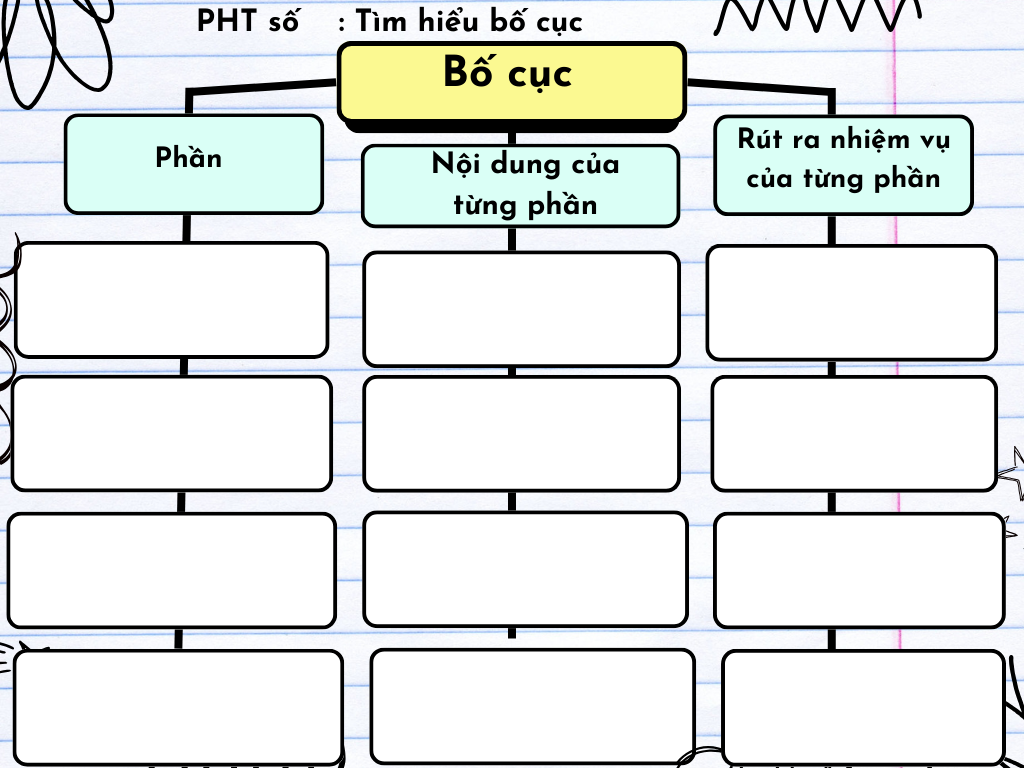 PHT số : Tìm hiểu bố cục
Bố cục
Phần
Nội dung của
từng phần
Rút ra nhiệm vụ
của từng phần